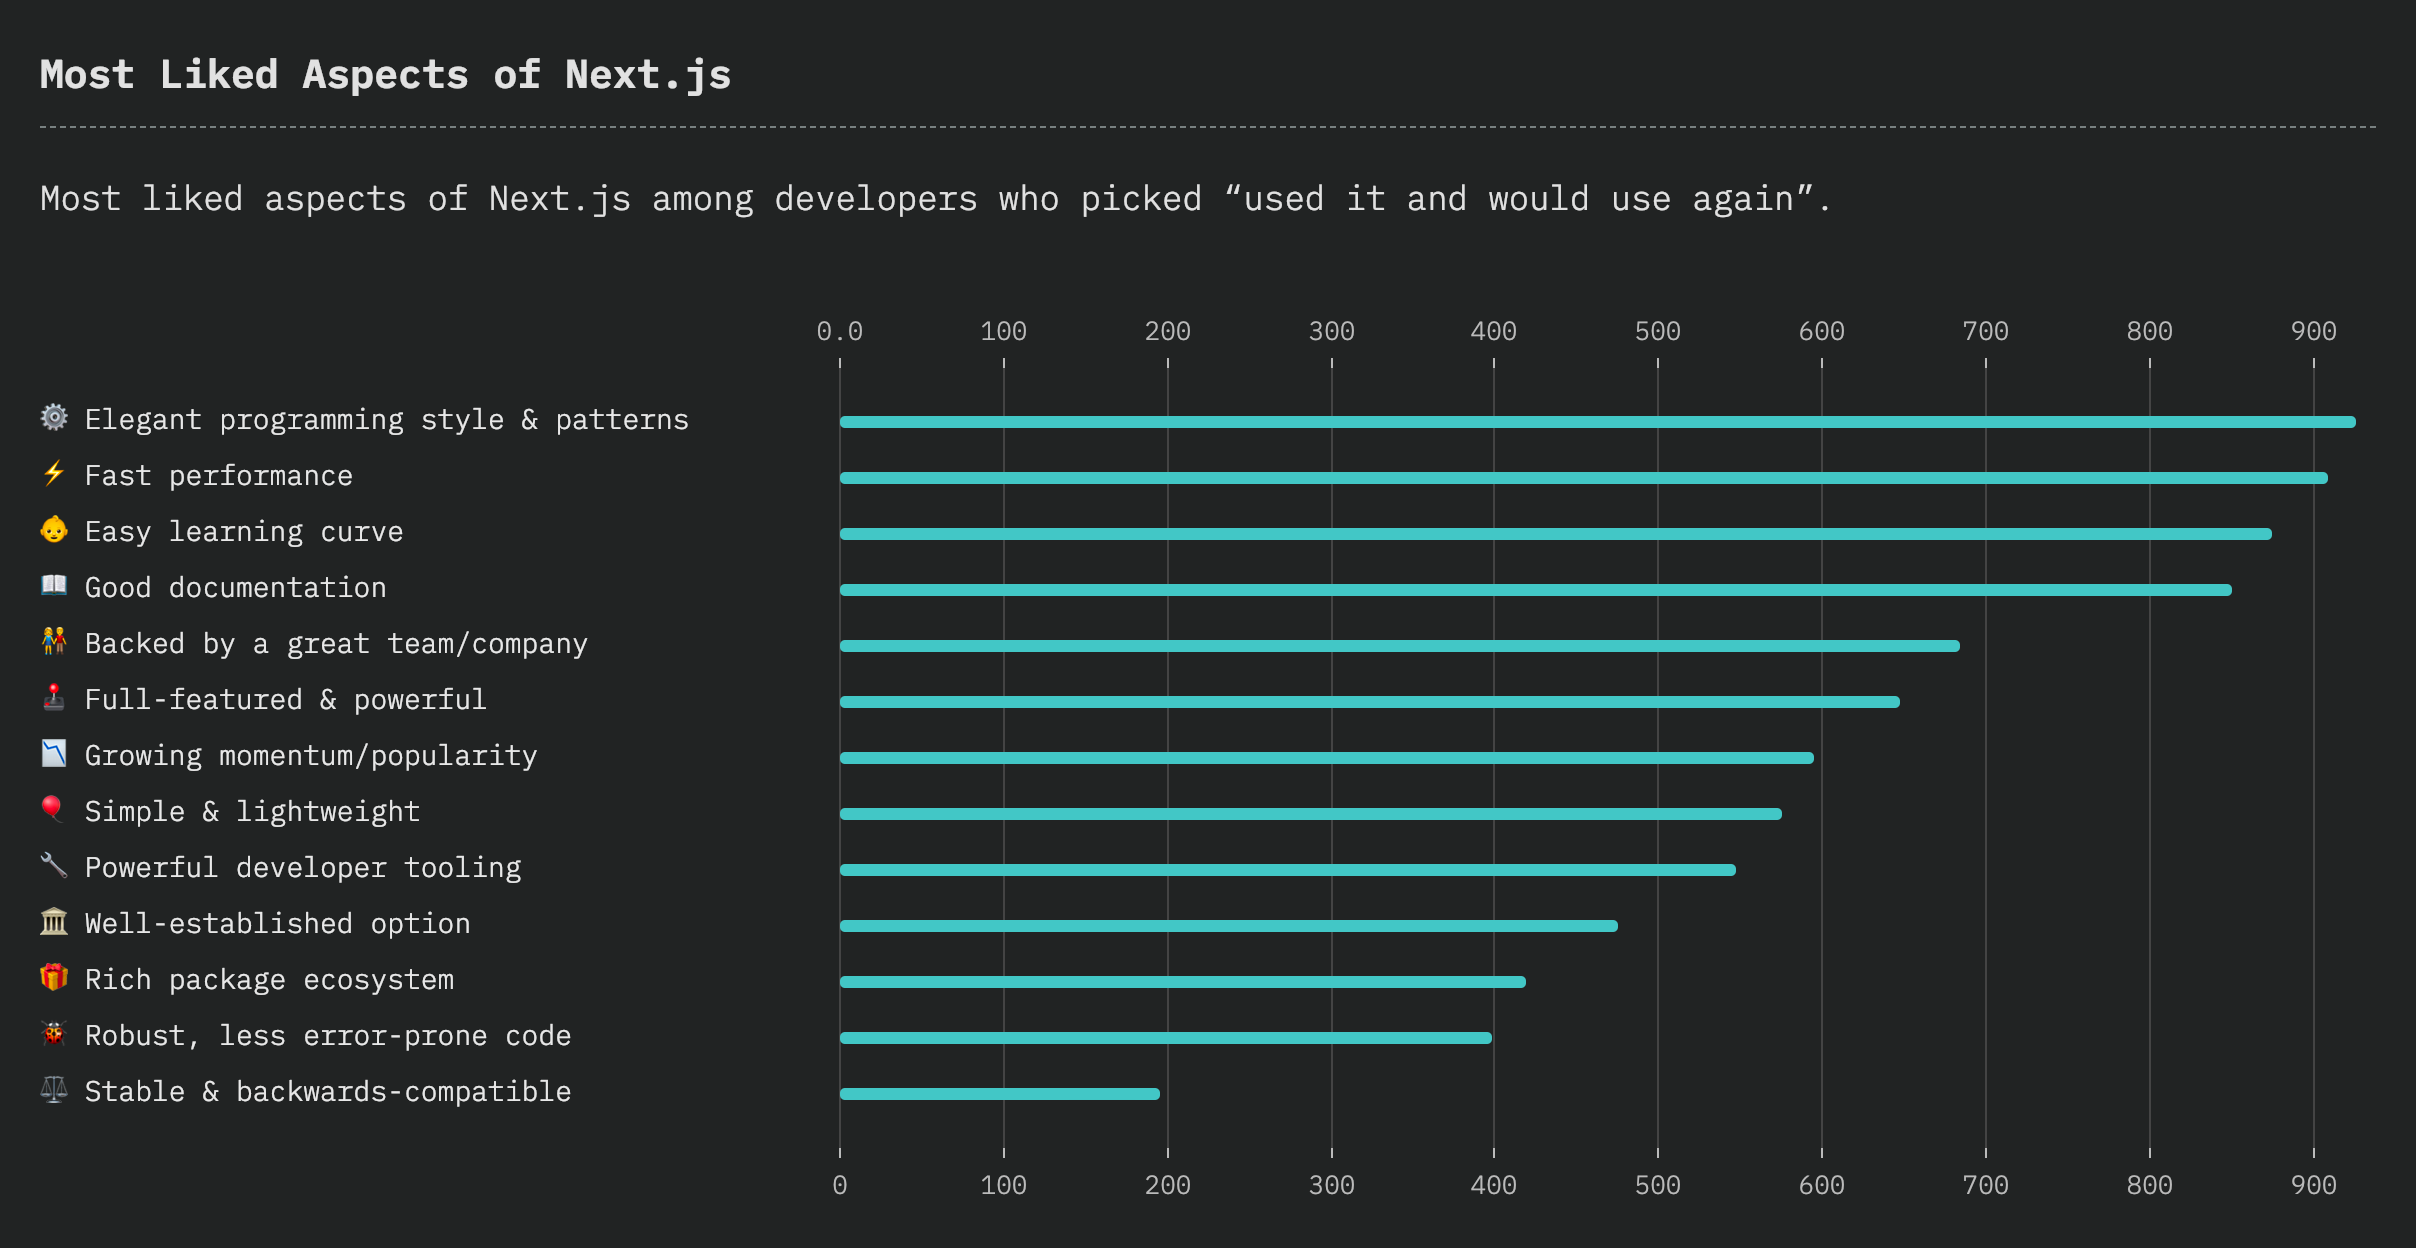 Most Liked Aspects of Next.js
Most liked aspects of Next.js among developers who picked “used it and would use again”.
0.0 100 200 300 400 500 600 700 800 900
Elegant programming style & patterns
Fast performance
Easy learning curve
Good documentation
Backed by a great team/company
Full-featured & powerful
Growing momentum/popularity
Simple & lightweight
Powerful developer tooling
Well-established option
Rich package ecosystem
Robust, less error-prone code
Stable & backwards-compatible
0 100 200 300 400 500 600 700 800 900